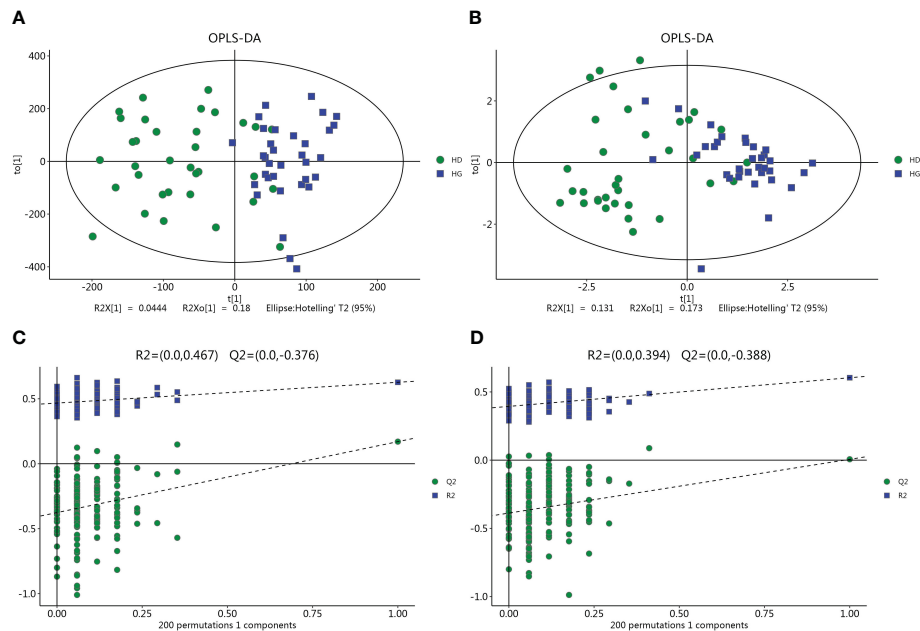 A
OPLS-DA
400
200
0
-200
-400
to[1]
-200
-100
0
100
200
t[1]
R2X[1] = 0.0444 R2Xo[1] = 0.18 Ellipse:Hotelling' T2 (95%)
HD
HG
B
OPLS-DA
2
0
-2
to[1]
-2.5
0.0
2.5
t[1]
R2X[1] = 0.131 R2Xo[1] = 0.173 Ellipse:Hotelling' T2 (95%)
HD
HG
C
R2=(0.0,0.467) Q2=(0.0,-0.376)
0.5
0.0
-0.5
-1.0
0.00
0.25
0.50
0.75
1.00
200 permutations 1 components
Q2
R2
D
R2=(0.0,0.394) Q2=(0.0,-0.388)
0.5
0.0
-0.5
-1.0
0.00
0.25
0.50
0.75
1.00
200 permutations 1 components
Q2
R2